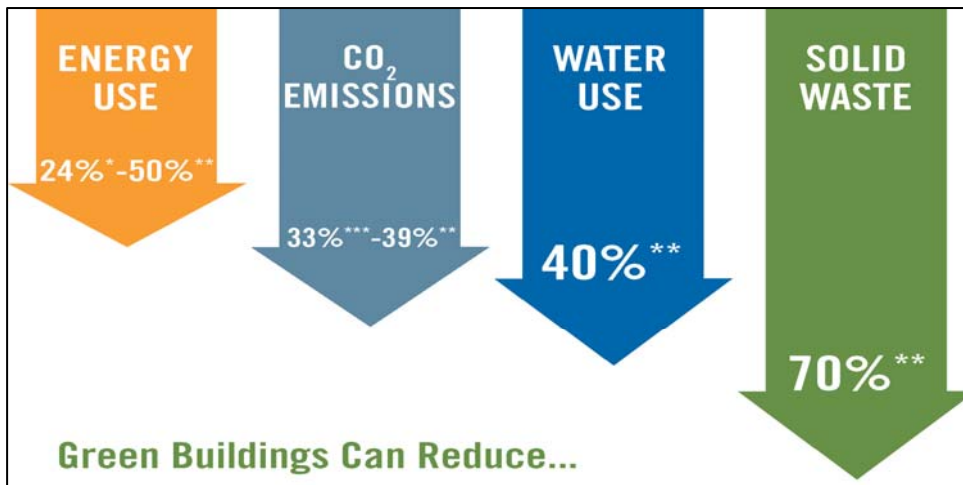 ENERGY
USE
24%*-50%**
CO₂
EMISSIONS
33%***-39%**
WATER
USE
40%**
SOLID
WASTE
70%**
Green Buildings Can Reduce...